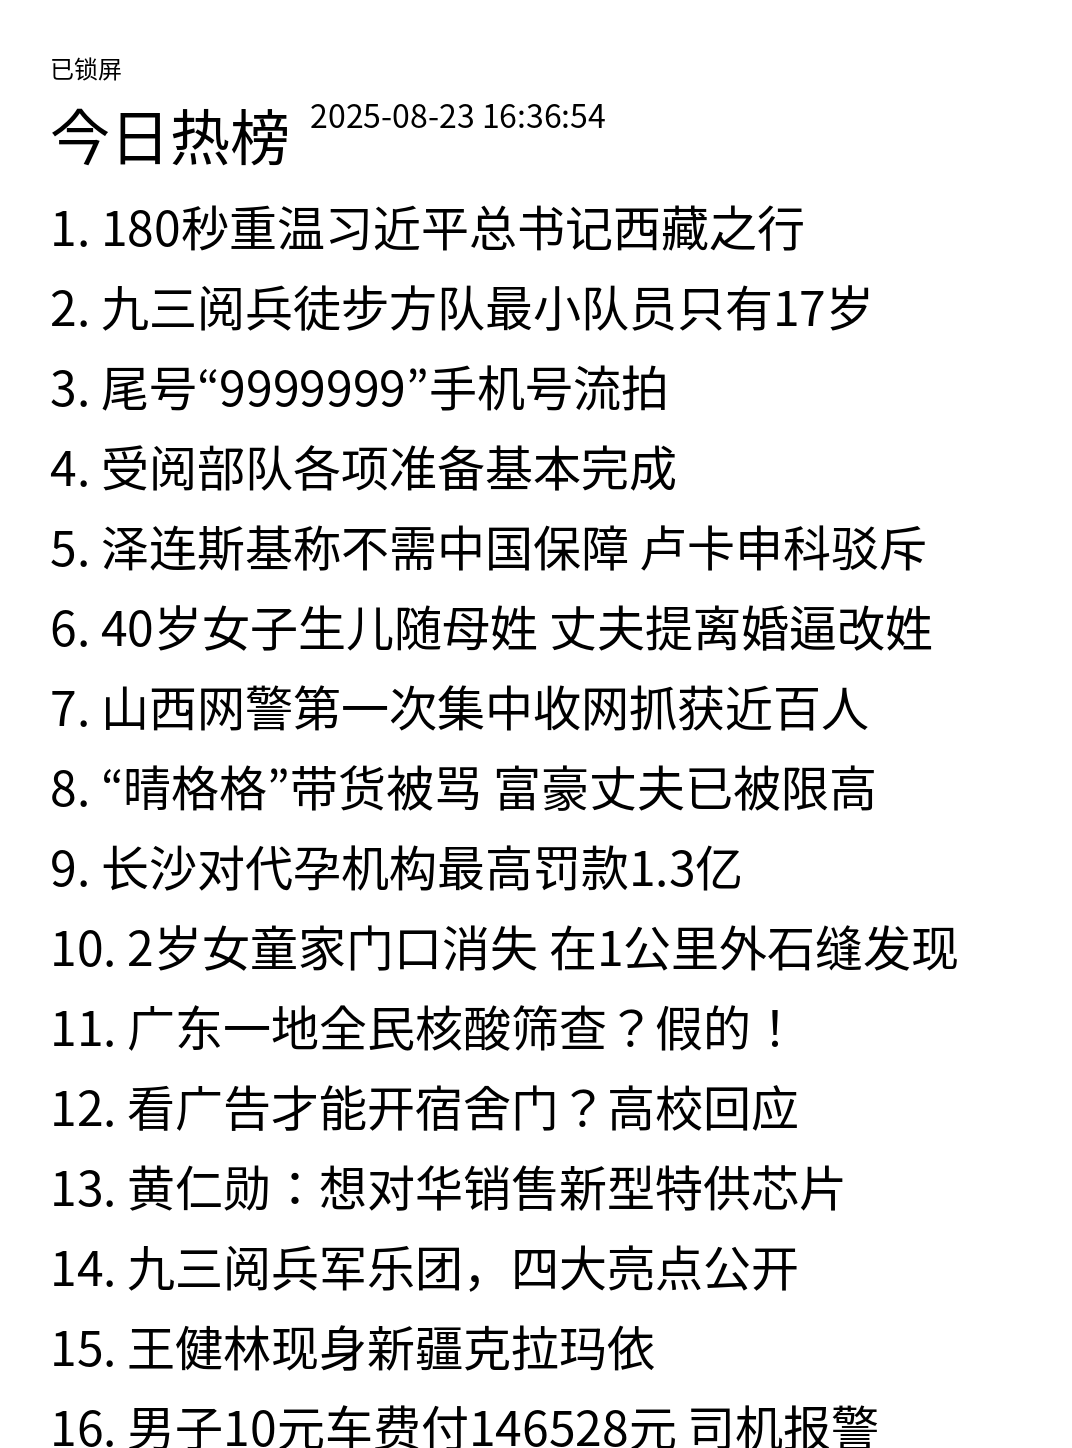 已锁屏
今日热榜 2025-08-23 16:36:54
1. 180秒重温习近平总书记西藏之行
2. 九三阅兵徒步方队最小队员只有17岁
3. 尾号“9999999”手机号流拍
4. 受阅部队各项准备基本完成
5. 泽连斯基称不需中国保障 卢卡申科驳斥
6. 40岁女子生儿随母姓 丈夫提离婚逼改姓
7. 山西网警第一次集中收网抓获近百人
8. “晴格格”带货被骂 富豪丈夫已被限高
9. 长沙对代孕机构最高罚款1.3亿
10. 2岁女童家门口消失 在1公里外石缝发现
11. 广东一地全民核酸筛查？假的！
12. 看广告才能开宿舍门？高校回应
13. 黄仁勋：想对华销售新型特供芯片
14. 九三阅兵军乐团，四大亮点公开
15. 王健林现身新疆克拉玛依
16. 男子10元车费付146528元 司机报警